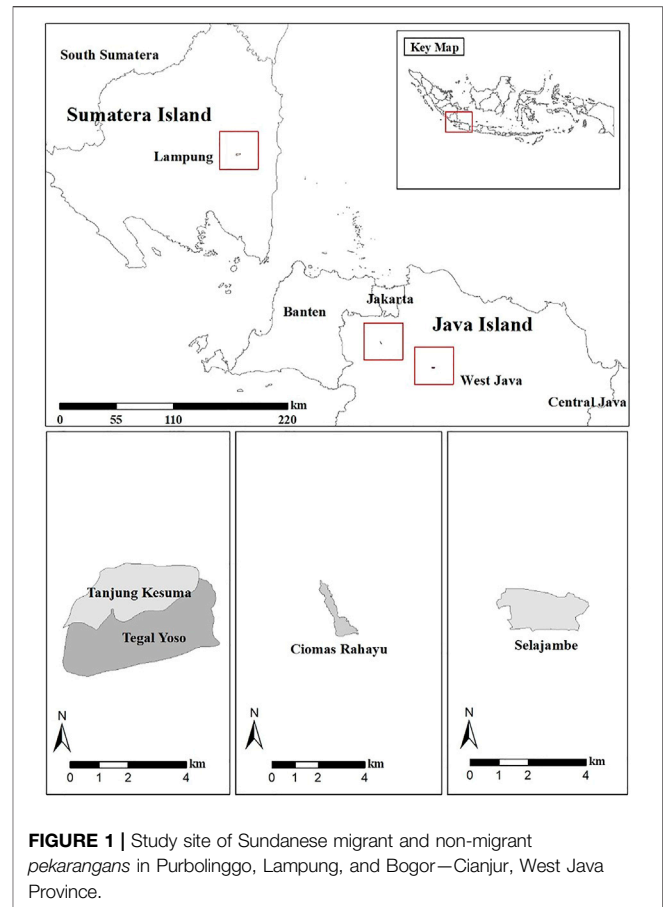 South Sumatera
Key Map
Sumatera Island
Lampung
Banten
Jakarta
Java Island
West Java
Central Java
km
0 55 110 220
Tanjung Kesuma
Tegal Yoso
N
km
0 1 2 4
Ciomas Rahayu
N
km
0 1 2 4
Selajambe
N
km
0 1 2 4
FIGURE 1 | Study site of Sundanese migrant and non-migrant
pekarangans in Purbolinggo, Lampung, and Bogor—Cianjur, West Java
Province.